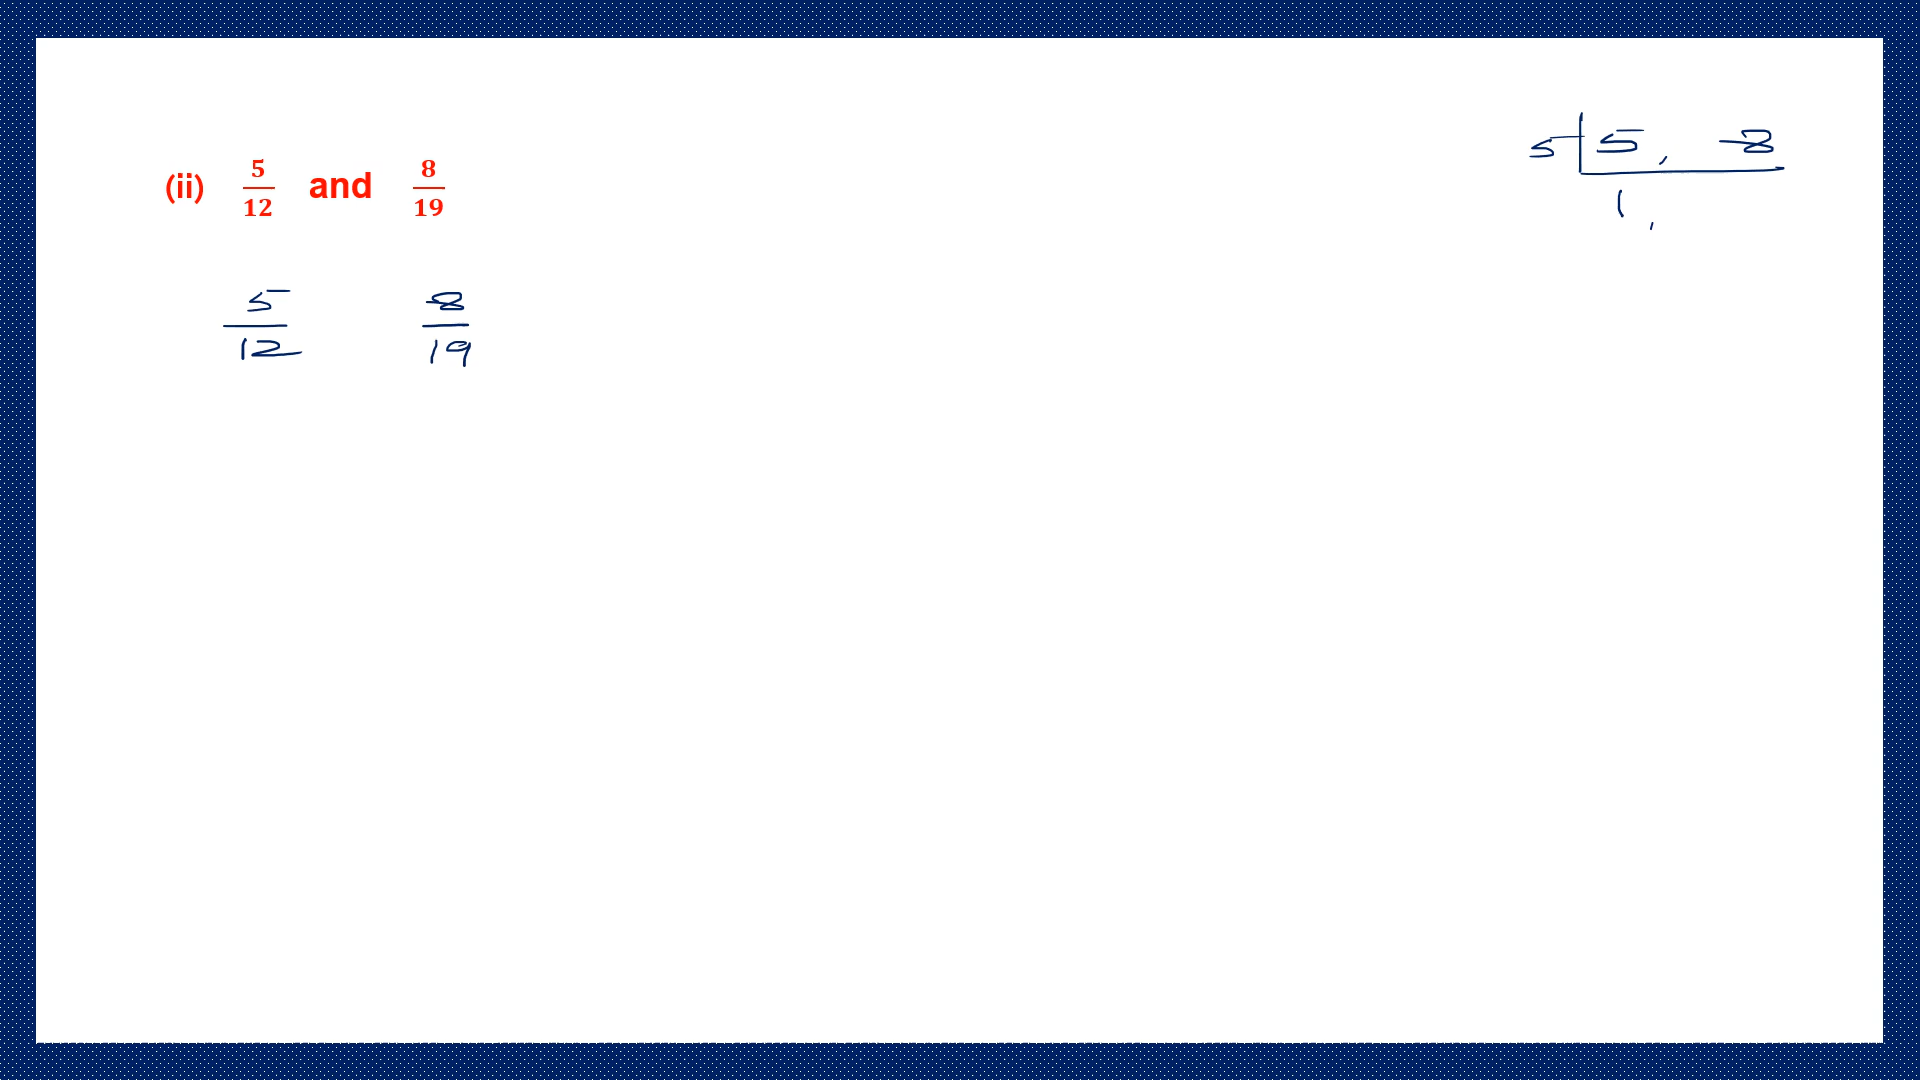 5 | 5, 8
1,
(ii) 5/12 and 8/19
5/12 8/19